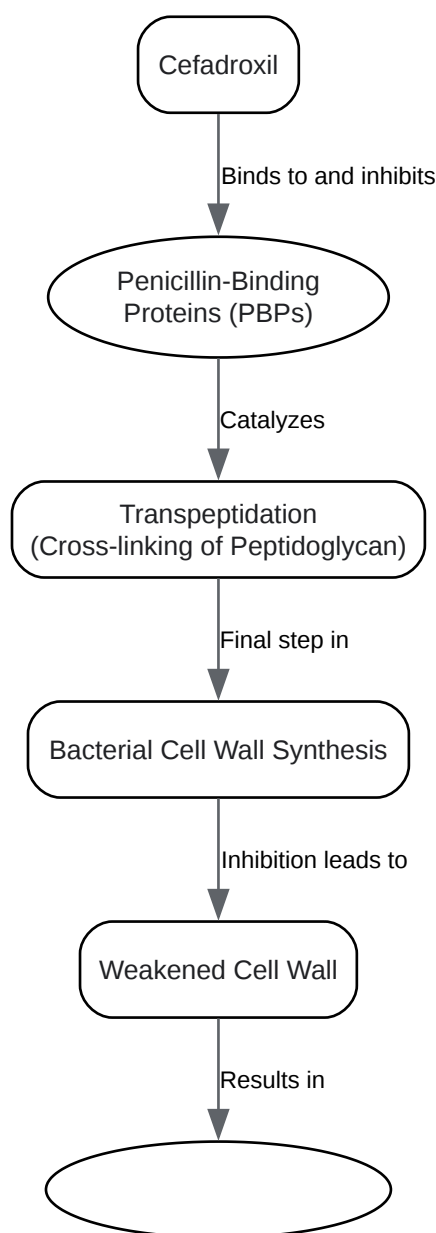 Cefadroxil
Binds to and inhibits
Penicillin-Binding
Proteins (PBPs)
Catalyzes
Transpeptidation
(Cross-linking of Peptidoglycan)
Final step in
Bacterial Cell Wall Synthesis
Inhibition leads to
Weakened Cell Wall
Results in